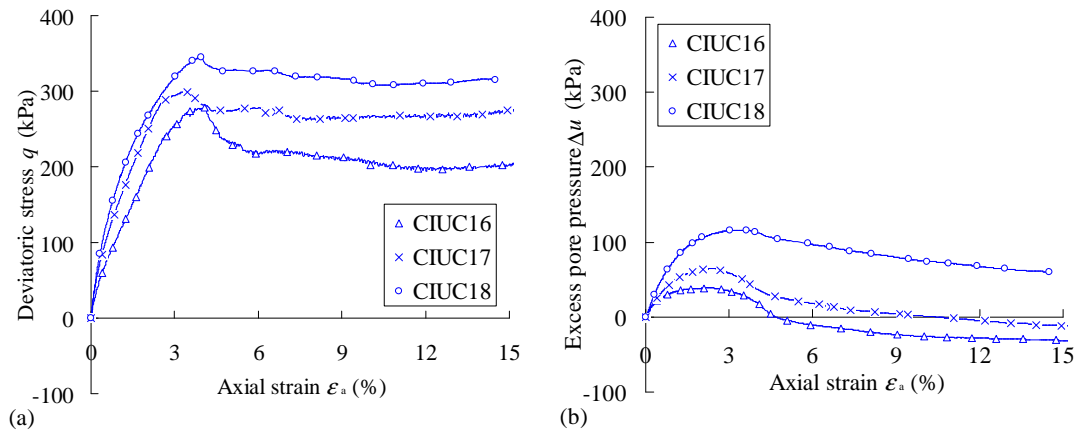 400
300
200
100
0
-100
Deviatoric stress q (kPa)
0 3 6 9 12 15
Axial strain εa (%)
CIUC16
CIUC17
CIUC18
(a)
400
300
200
100
0
-100
Excess pore pressure Δu (kPa)
0 3 6 9 12 15
Axial strain εa (%)
CIUC16
CIUC17
CIUC18
(b)